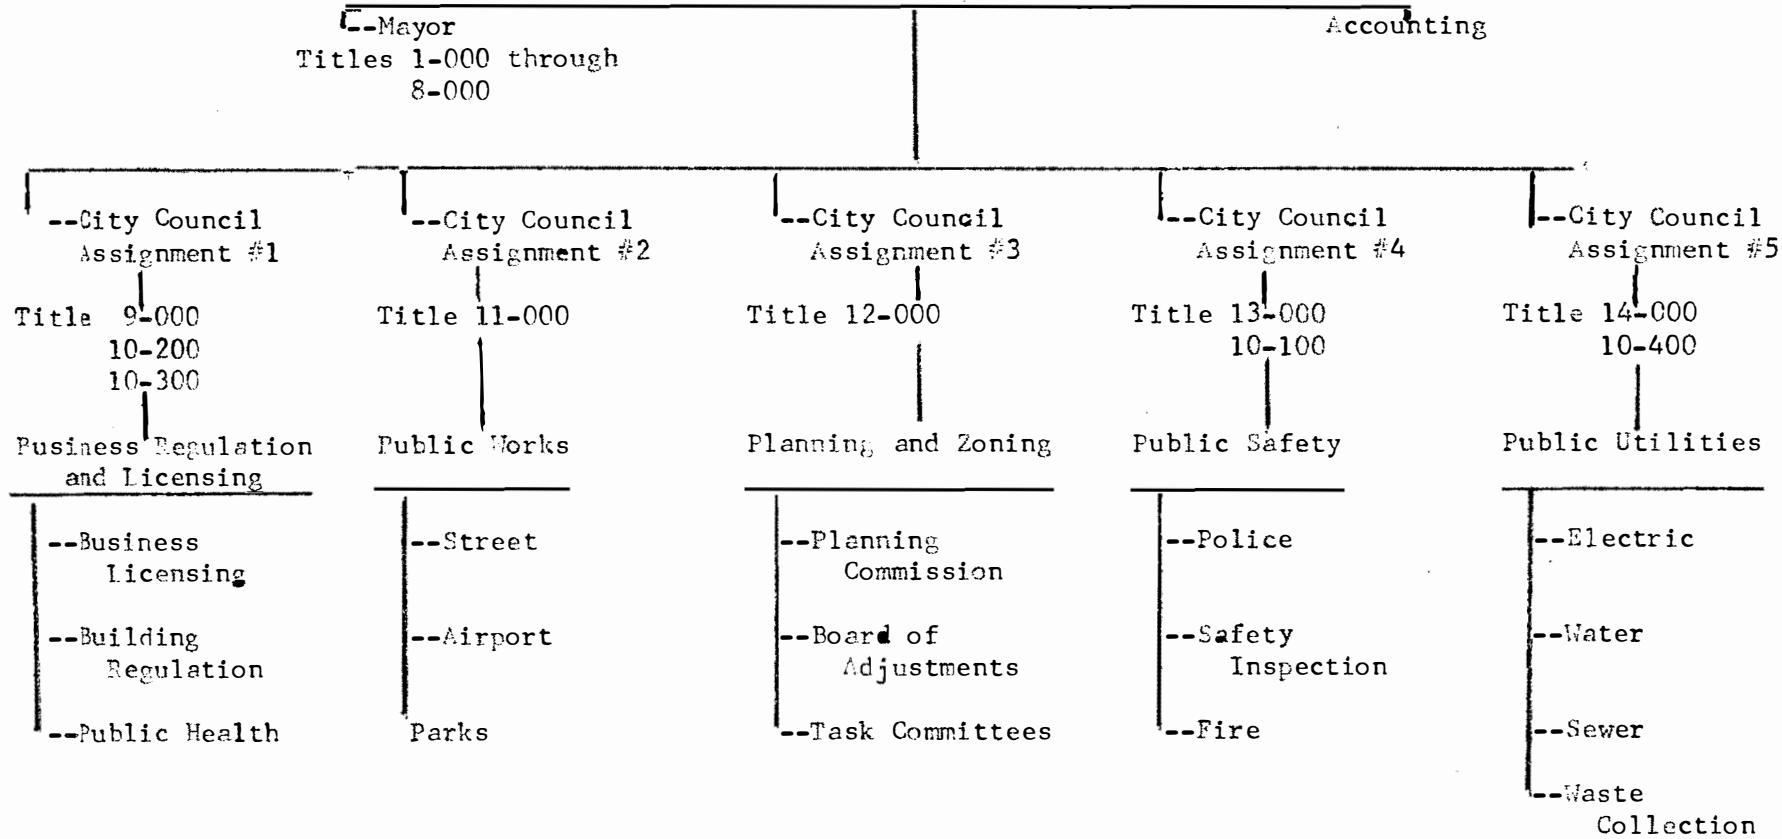 --Mayor
Accounting
Titles 1-000 through
8-000
--City Council
Assignment #1
--City Council
Assignment #2
--City Council
Assignment #3
--City Council
Assignment #4
--City Council
Assignment #5
Title 9-000
10-200
10-300
Title 11-000
Title 12-000
Title 13-000
10-100
Title 14-000
10-400
Business Regulation
and Licensing
Public Works
Planning and Zoning
Public Safety
Public Utilities
--Business
Licensing
--Building
Regulation
--Public Health
--Street
--Airport
Parks
--Planning
Commission
--Board of
Adjustments
--Task Committees
--Police
--Safety
Inspection
--Fire
--Electric
--Water
--Sewer
--Waste
Collection